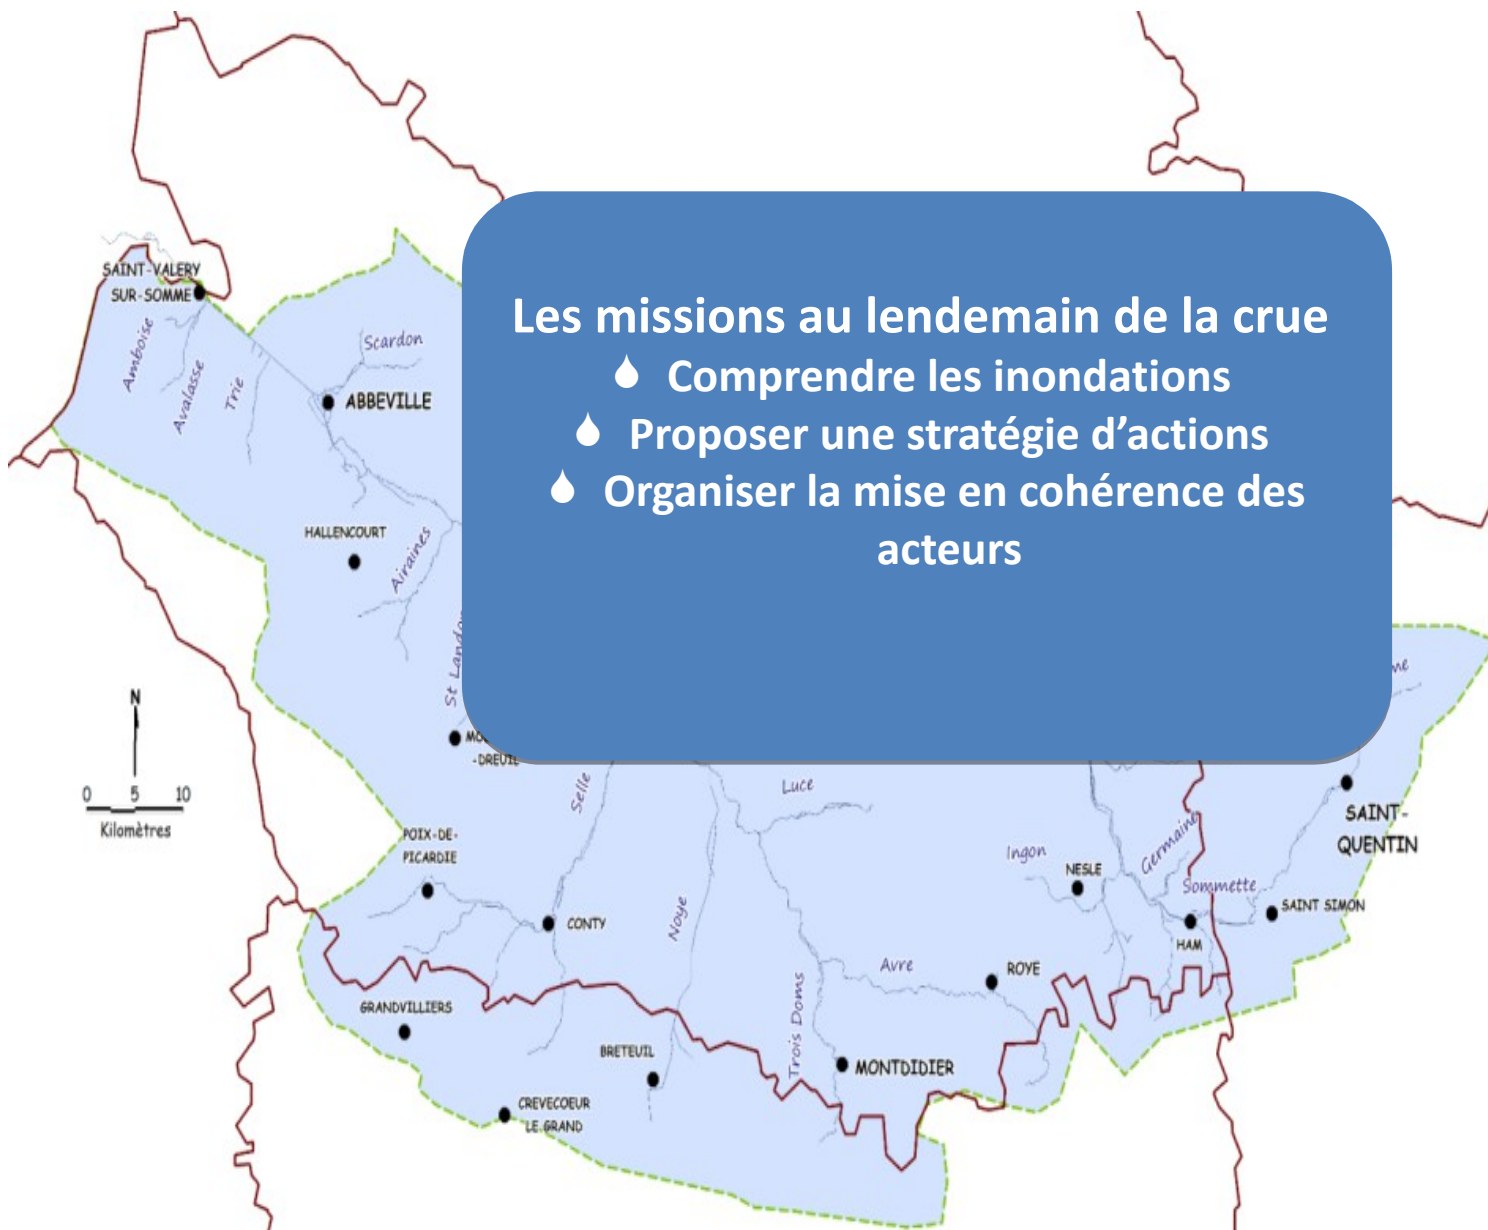 SAINT-VALERY
SUR-SOMME
Amboise
Avalasse
Trie
Scardon
ABBEVILLE
Les missions au lendemain de la crue
Comprendre les inondations
Proposer une stratégie d’actions
Organiser la mise en cohérence des
acteurs
HALLENCOURT
Airaines
-DREUIL
N
0 5 10
Kilomètres
Selle
Luce
SAINT-
QUENTIN
POIX-DE-
PICARDIE
Ingon
NESLE
Germaine
Sommette
SAINT SIMON
CONTY
Noye
HAM
Avre
ROYE
GRANDVILLIERS
Trois Doms
BRETEUIL
MONTDIDIER
CREVECOEUR
LE GRAND